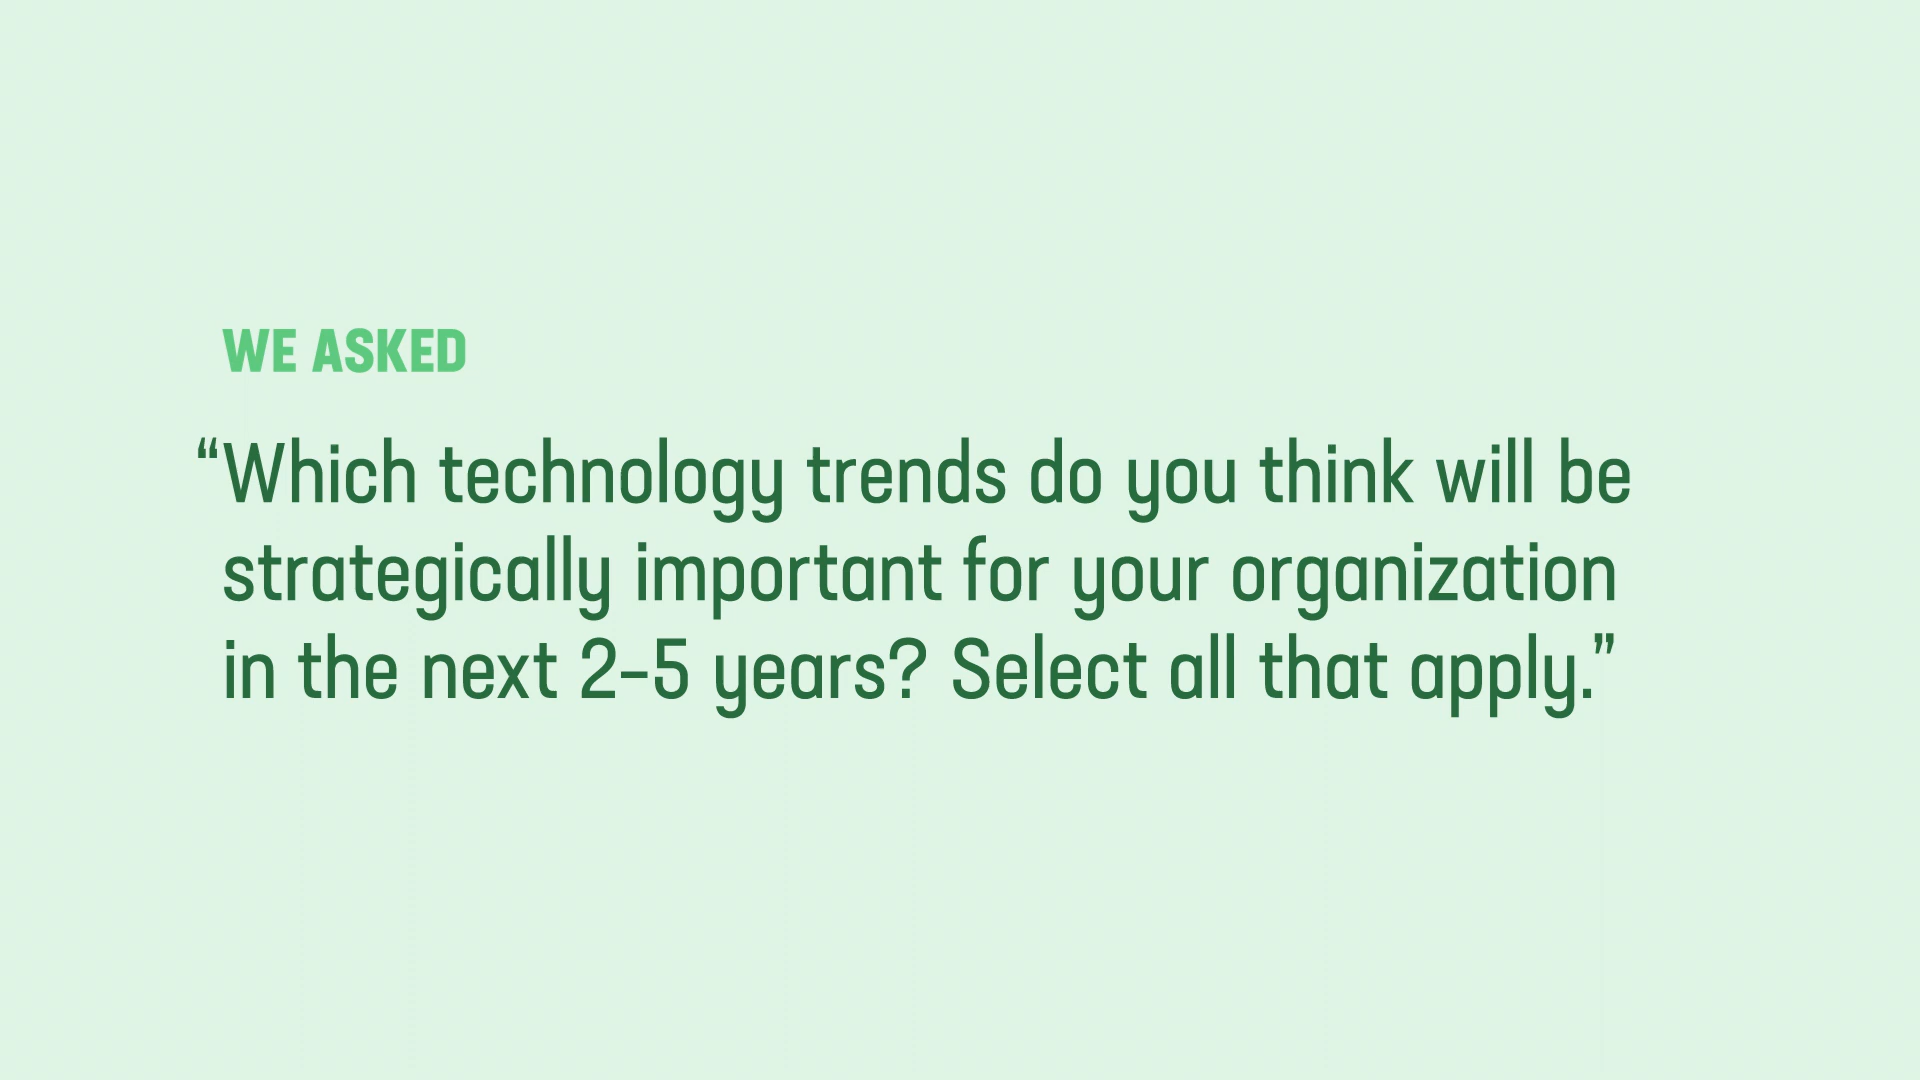 WE ASKED
“Which technology trends do you think will be
strategically important for your organization
in the next 2–5 years? Select all that apply.”